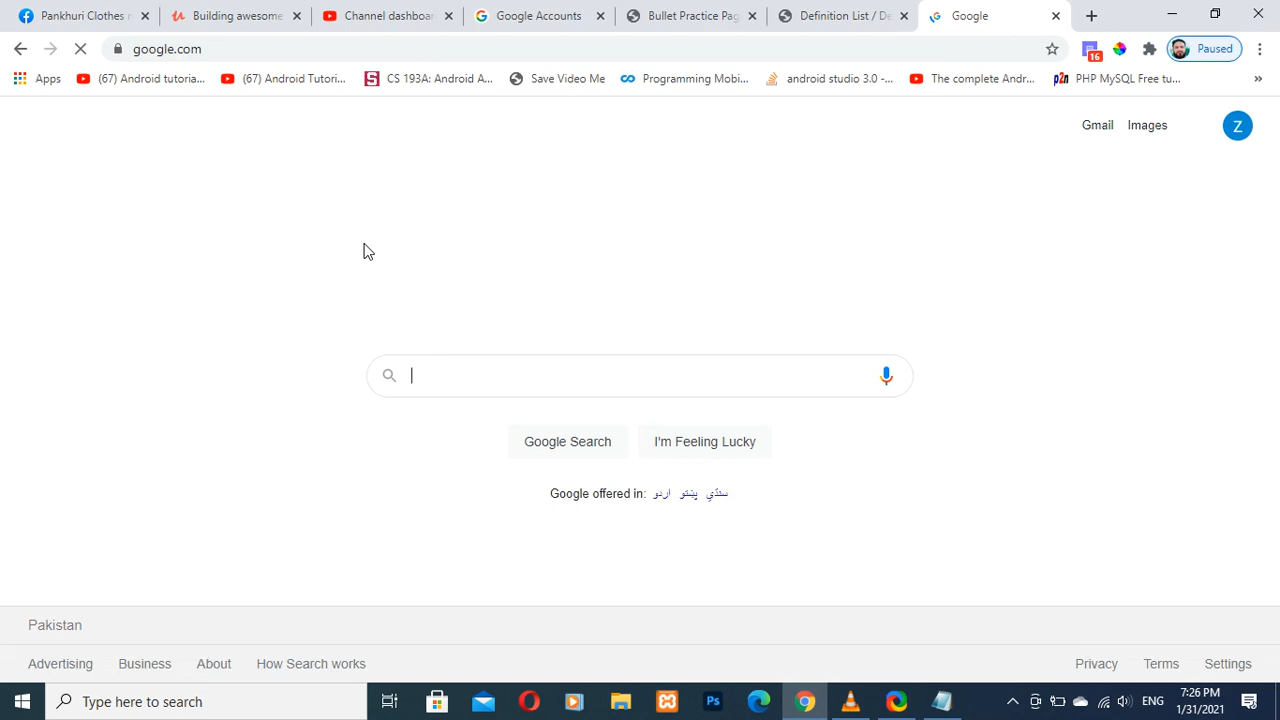 Pankhuri Clothes n
Building awesome
Channel dashboar
Google Accounts
Bullet Practice Pag
Definition List / De
Google
google.com
Paused
16
Apps
(67) Android tutoria...
(67) Android Tutori...
CS 193A: Android A...
Save Video Me
Programming Mobi...
android studio 3.0 -...
The complete Andr...
PHP MySQL Free tu...
Gmail
Images
Z
Google Search
I'm Feeling Lucky
Google offered in: اردو پښتو سنڌي
Pakistan
Advertising
Business
About
How Search works
Privacy
Terms
Settings
Type here to search
ENG
7:26 PM
1/31/2021